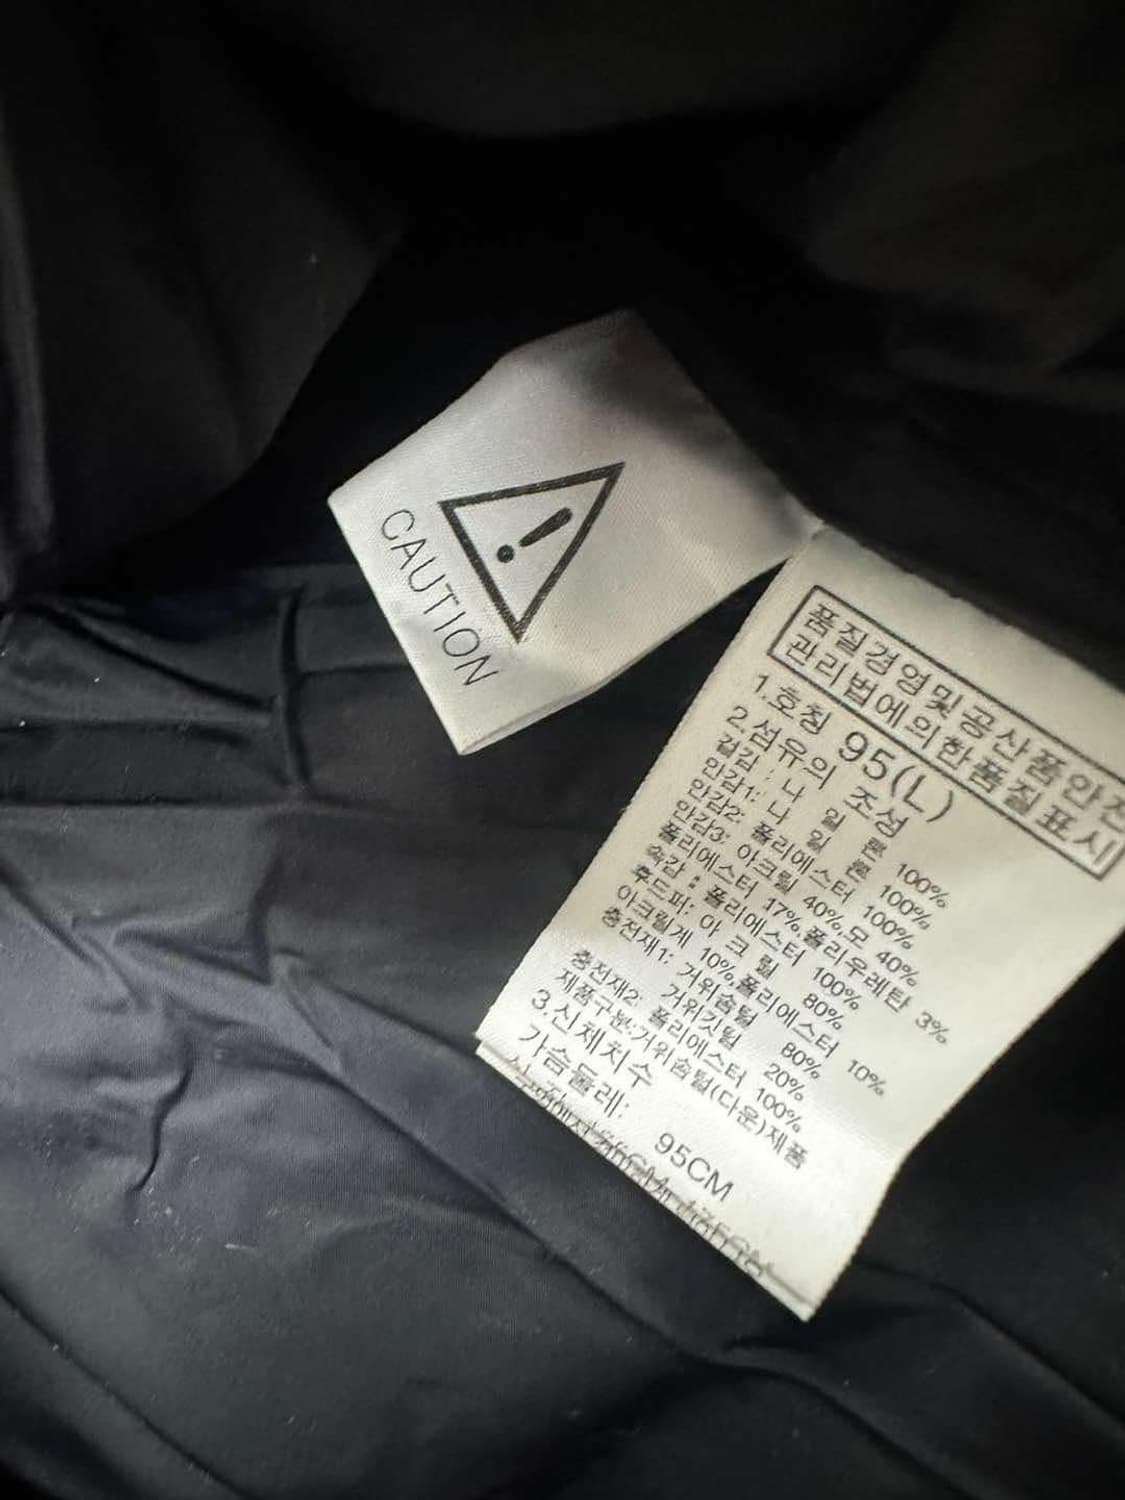 CAUTION
품질경영및공산품안전
관리법에의한품질표시
1.호칭 95(L)
2.섬유의 조성
겉감 : 나 일 론 100%
안감1: 나 일 론 100%
안감2: 폴리에스터 100%
안감3: 아크릴 40%,모 40%
폴리에스터 17%,폴리우레탄 3%
속감 : 폴리에스터 100%
후드퍼: 아 크 릴 80%
아크릴계 10%,폴리에스터 10%
충전재1: 거위솜털 80%
거위깃털 20%
충전재2: 폴리에스터 100%
제품구분:거위솜털(다운)제품
3.신체치수
가슴둘레: 95CM